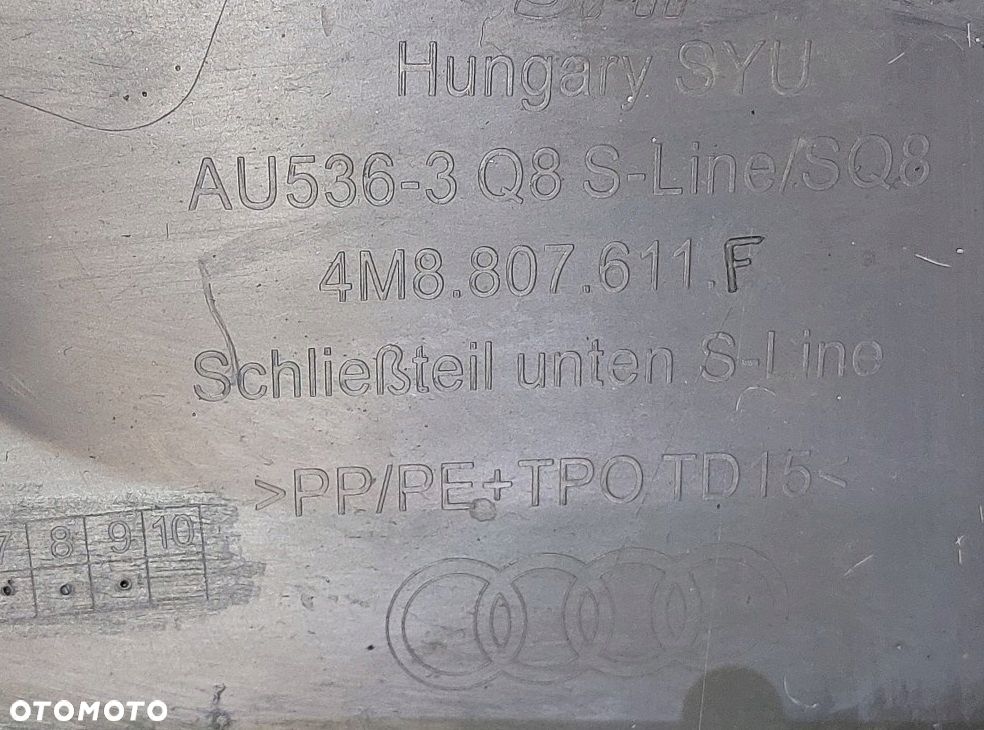 Hungary SYU
AU536-3 Q8 S-Line/SQ8
4M8.807.611.F
Schließteil unten S-Line
>PP/PE+TPO TD15<
7 8 9 10
OTOMOTO